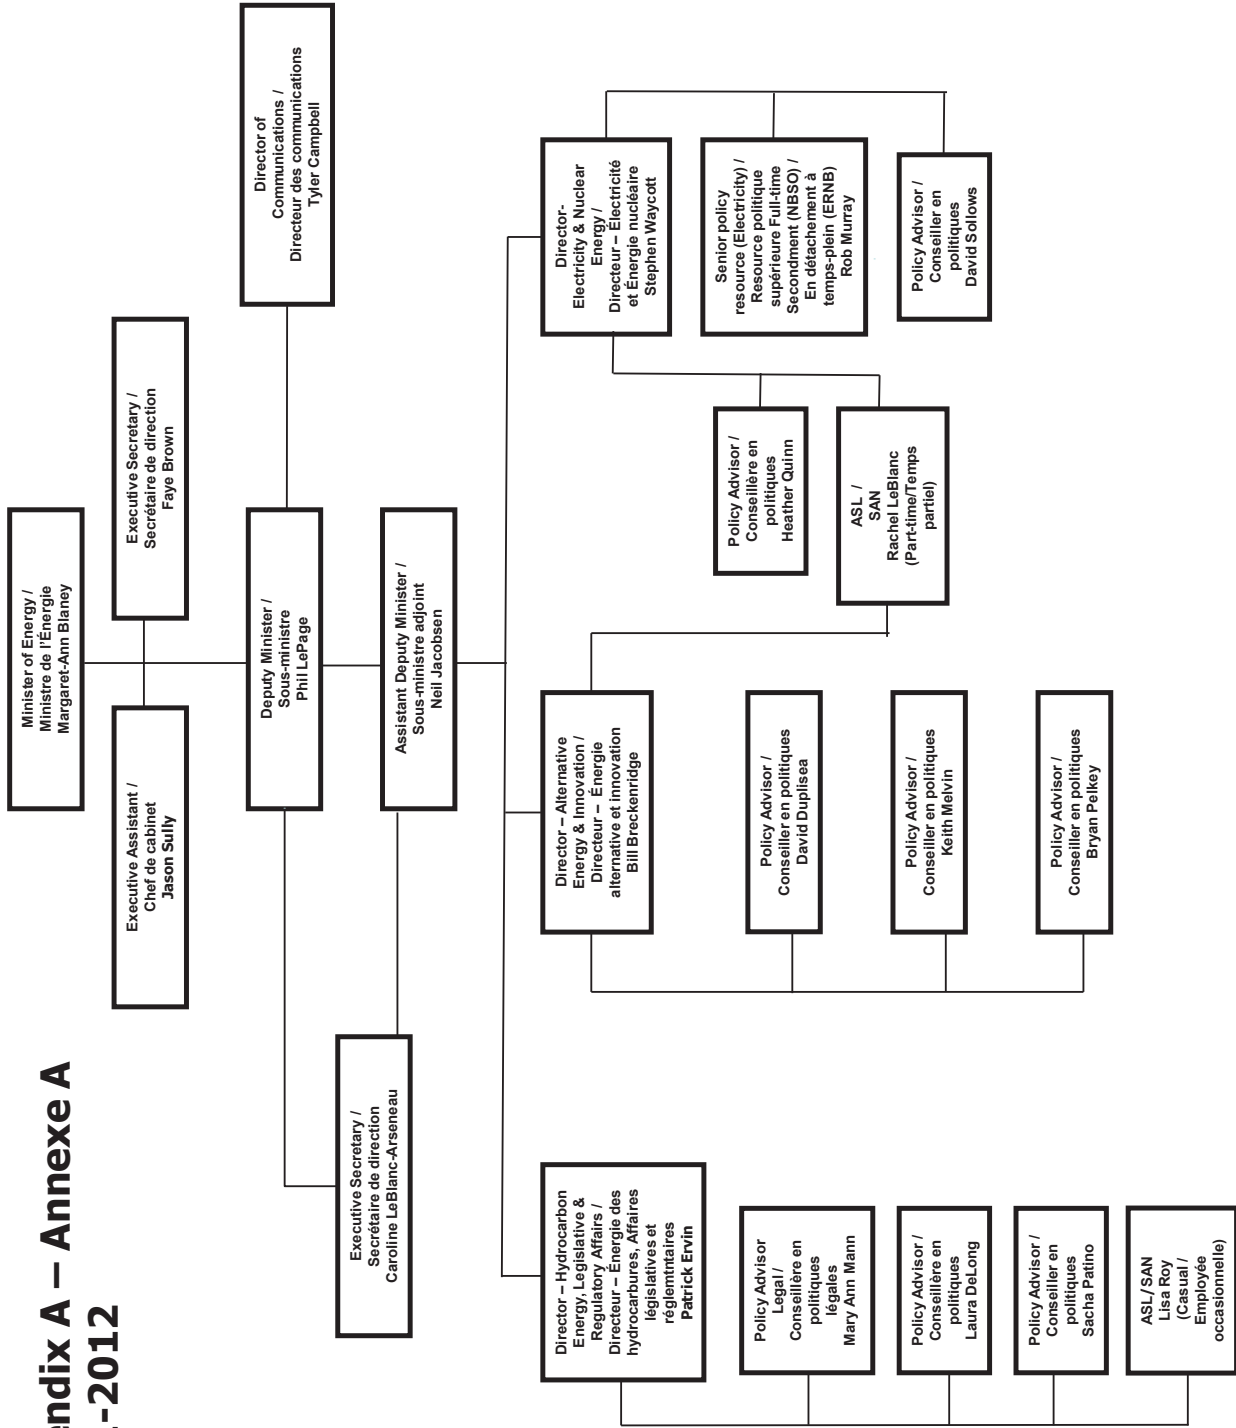 endix A – Annexe A
-2012
Minister of Energy /
Ministre de l'Énergie
Margaret-Ann Blaney
Executive Assistant /
Chef de cabinet
Jason Sully
Executive Secretary /
Secrétaire de direction
Faye Brown
Deputy Minister /
Sous-ministre
Phil LePage
Director of
Communications /
Directeur des communications
Tyler Campbell
Executive Secretary /
Secrétaire de direction
Caroline LeBlanc-Arseneau
Assistant Deputy Minister /
Sous-ministre adjoint
Neil Jacobsen
Director – Hydrocarbon
Energy, Legislative &
Regulatory Affairs /
Directeur – Énergie des
hydrocarbures, Affaires
législatives et
réglemtntaires
Patrick Ervin
Policy Advisor
Legal /
Conseillère en
politiques
légales
Mary Ann Mann
Policy Advisor /
Conseillère en
politiques
Laura DeLong
Policy Advisor /
Conseiller en
politiques
Sacha Patino
ASL/ SAN
Lisa Roy
(Casual /
Employée
occasionnelle)
Director – Alternative
Energy & Innovation /
Directeur – Énergie
alternative et innovation
Bill Breckenridge
Policy Advisor /
Conseiller en politiques
David Duplisea
Policy Advisor /
Conseiller en politiques
Keith Melvin
Policy Advisor /
Conseiller en politiques
Bryan Pelkey
Policy Advisor /
Conseillère en
politiques
Heather Quinn
ASL /
SAN
Rachel LeBlanc
(Part-time/Temps
partiel)
Director-
Electricity & Nuclear
Energy /
Directeur – Électricité
et Énergie nucléaire
Stephen Waycott
Senior policy
resource (Electricity) /
Resource politique
supérieure Full-time
Secondment (NBSO) /
En détachement à
temps-plein (ERNB)
Rob Murray
Policy Advisor /
Conseiller en
politiques
David Sollows